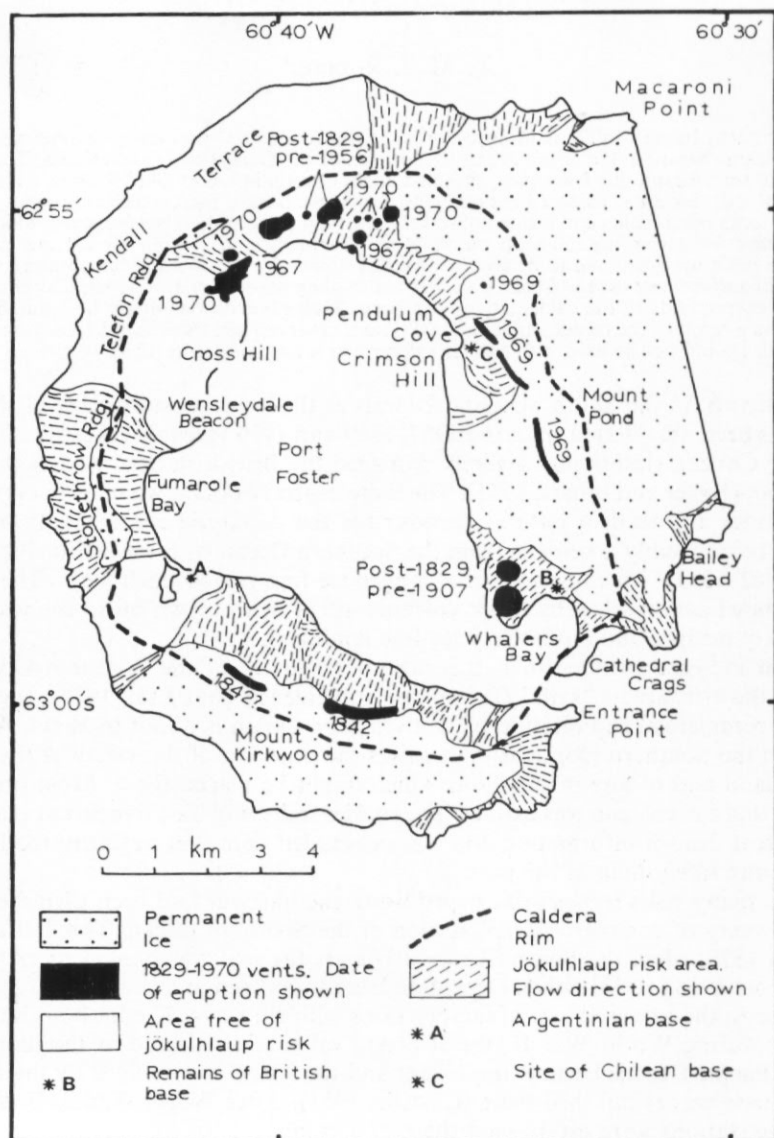 60°40′W
60°30′
Macaroni
Point
Post-1829,
pre-1956
Terrace
1970
62°55′
1970
1970
Kendall
1967
1967
Telefon Rdg.
1970
1969
Pendulum
Cove
C
1969
Cross Hill
Crimson
Hill
Mount
Pond
Wensleydale
Beacon
Port
Foster
1969
Stonethrow Rdg.
Fumarole
Bay
A
Post-1829,
pre-1907
B
Bailey
Head
Whalers
Bay
Cathedral
Crags
63°00′s
1842?
1842
Entrance
Point
Mount
Kirkwood
0 1 Km 3 4
Permanent
Ice
Caldera
Rim
1829-1970 vents. Date
of eruption shown
Jökulhlaup risk area.
Flow direction shown
Area free of
jökulhlaup risk
* A Argentinian base
* B Remains of British
base
* C Site of Chilean base